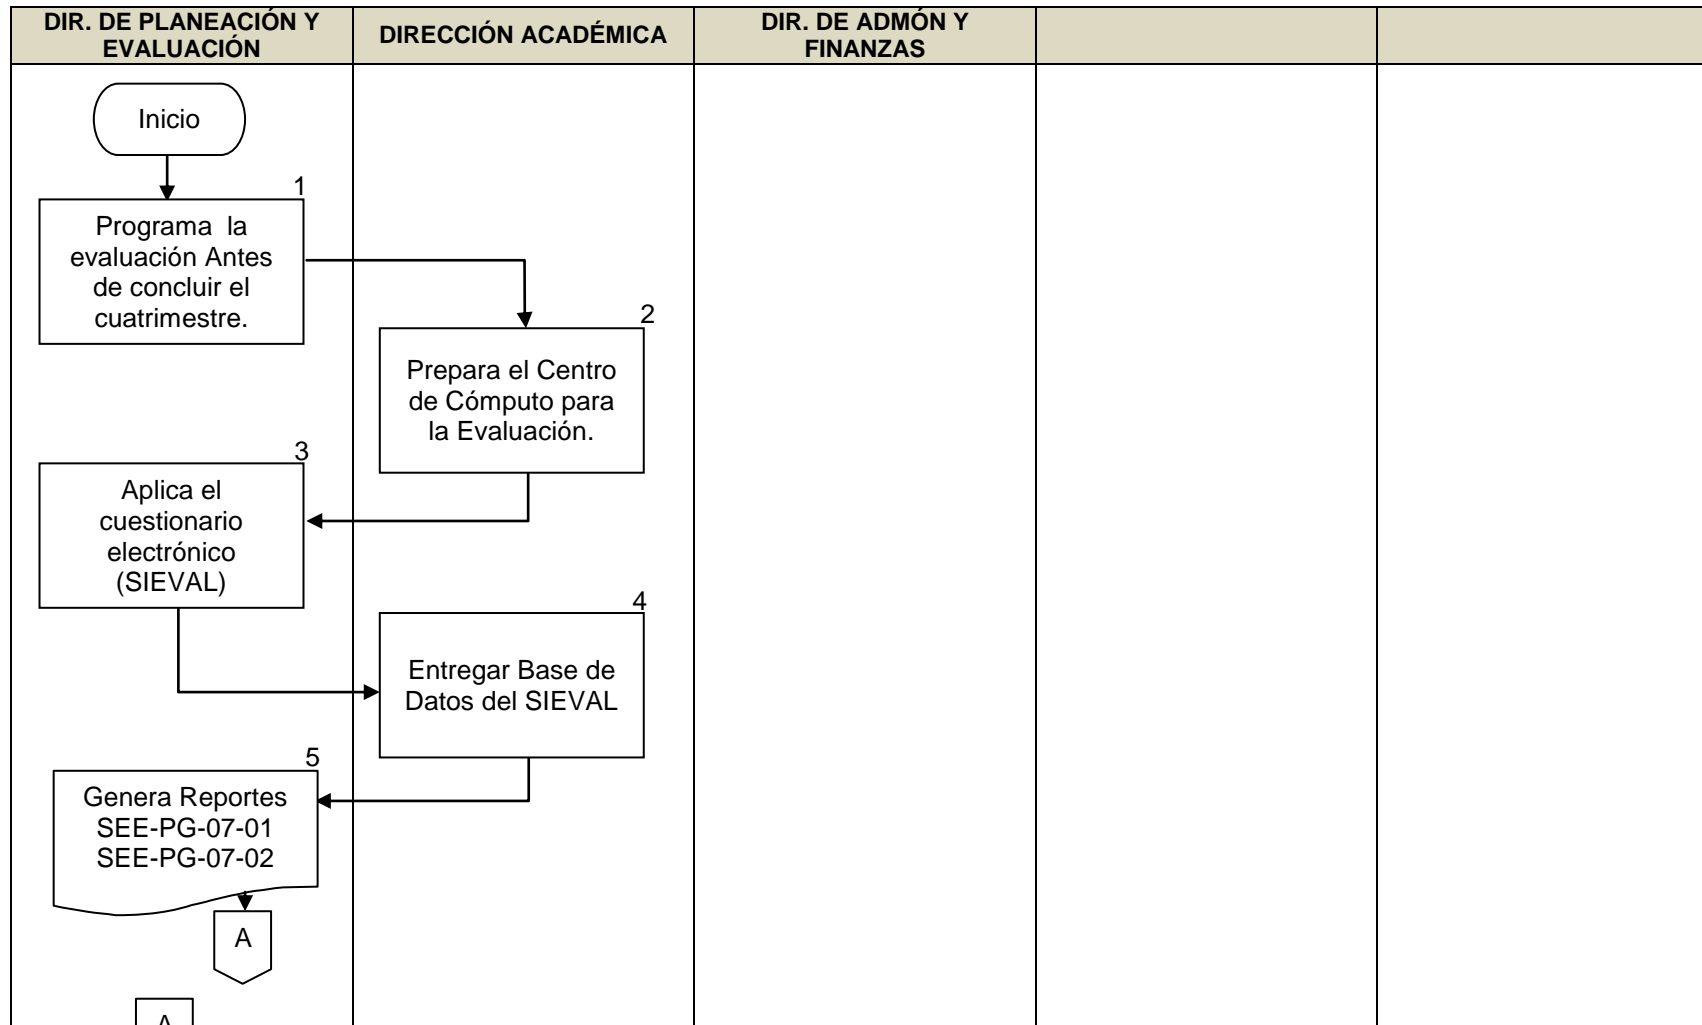 DIR. DE PLANEACIÓN Y
EVALUACIÓN
DIRECCIÓN ACADÉMICA
DIR. DE ADMÓN Y
FINANZAS
Inicio
1
Programa la
evaluación Antes
de concluir el
cuatrimestre.
2
Prepara el Centro
de Cómputo para
la Evaluación.
3
Aplica el
cuestionario
electrónico
(SIEVAL)
4
Entregar Base de
Datos del SIEVAL
5
Genera Reportes
SEE-PG-07-01
SEE-PG-07-02
A
A